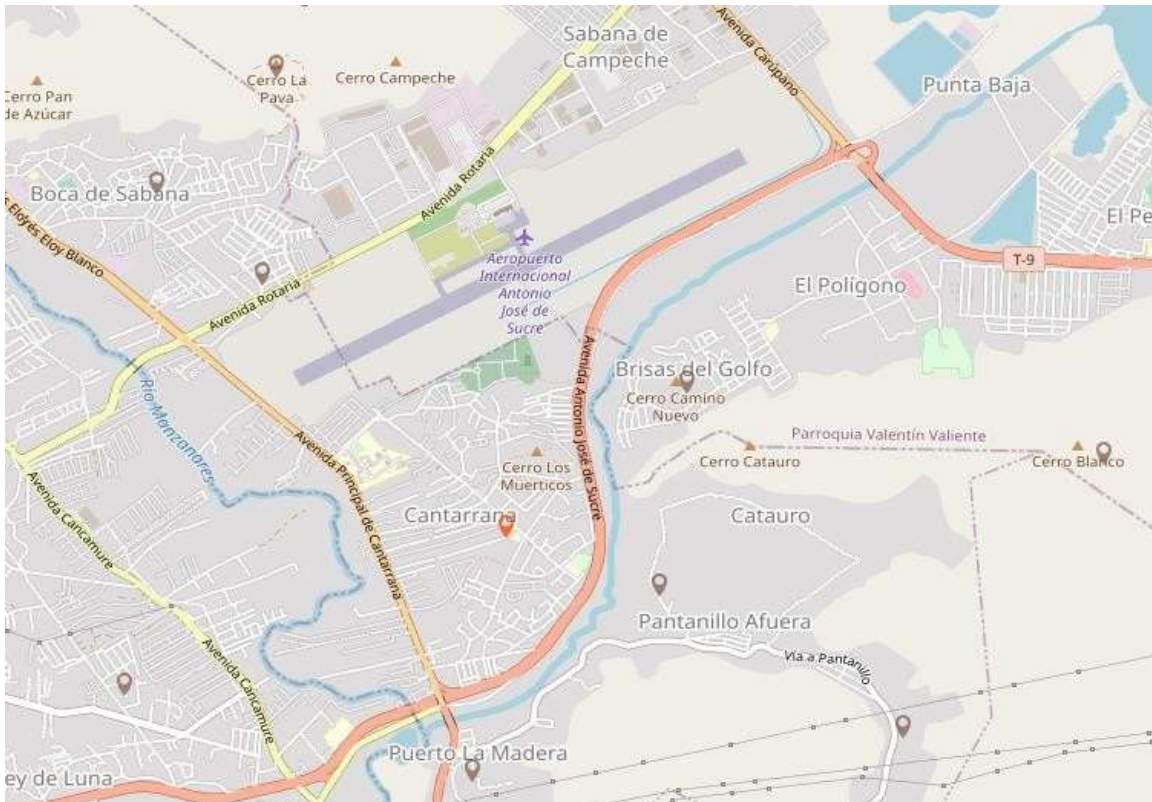 Sabana de
Campeche
Avenida Carúpano
Punta Baja
Cerro La
Pava
Cerro Campeche
Cerro Pan
de Azúcar
Avenida Rotaria
Boca de Sabana
El Pe
Eloy Blanco
T-9
Aeropuerto
Internacional
Antonio
José de
Sucre
El Polígono
Avenida Rotaria
Brisas del Golfo
Cerro Camino
Nuevo
Río Manzanares
Avenida Antonio José de Sucre
Avenida Principal de Cantarrana
Parroquia Valentín Valiente
Cerro Catauro
Cerro Blanco
Cerro Los
Muerticos
Avenida Cancamure
Cantarrana
Catauro
Pantanillo Afuera
Avenida Cancamure
Vía a Pantanillo
Puerto La Madera
ey de Luna